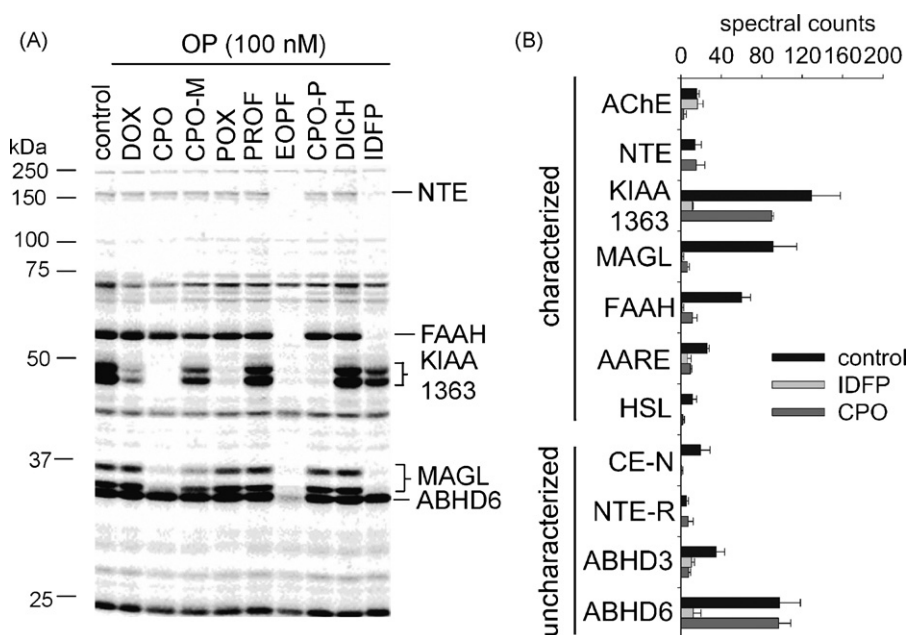 (A)
OP (100 nM)
control DOX CPO CPO-M POX PROF EOPF CPO-P DICH IDFP
kDa
250
150
100
75
50
37
25
NTE
FAAH
KIAA
1363
MAGL
ABHD6
(B)
spectral counts
0 40 80 120 160 200
characterized
AChE
NTE
KIAA
1363
MAGL
FAAH
AARE
HSL
uncharacterized
CE-N
NTE-R
ABHD3
ABHD6
control
IDFP
CPO